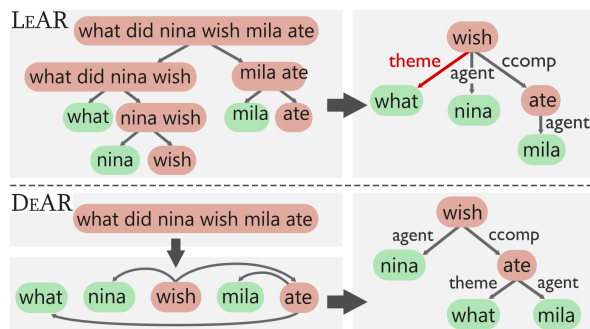 LEAR
what did nina wish mila ate
what did nina wish
mila ate
what
nina wish
mila
ate
nina
wish
wish
theme
agent
ccomp
what
nina
ate
agent
mila
DEAR
what did nina wish mila ate
what
nina
wish
mila
ate
wish
agent
ccomp
nina
ate
theme
agent
what
mila